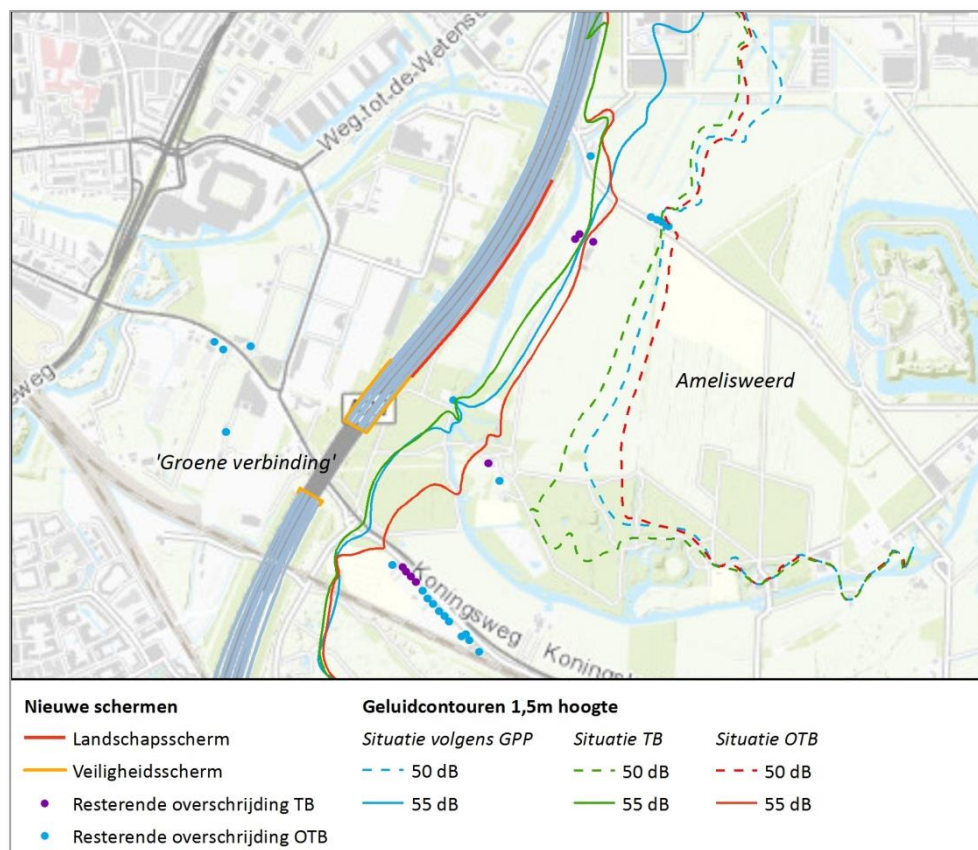 Weg-tot-de-Wetens
eweg
'Groene verbinding'
Amelisweerd
Koningsweg
Konings
Nieuwe schermen
Landschapsscherm
Veiligheidsscherm
Resterende overschrijding TB
Resterende overschrijding OTB
Geluidcontouren 1,5m hoogte
Situatie volgens GPP
Situatie TB
Situatie OTB
50 dB
50 dB
50 dB
55 dB
55 dB
55 dB